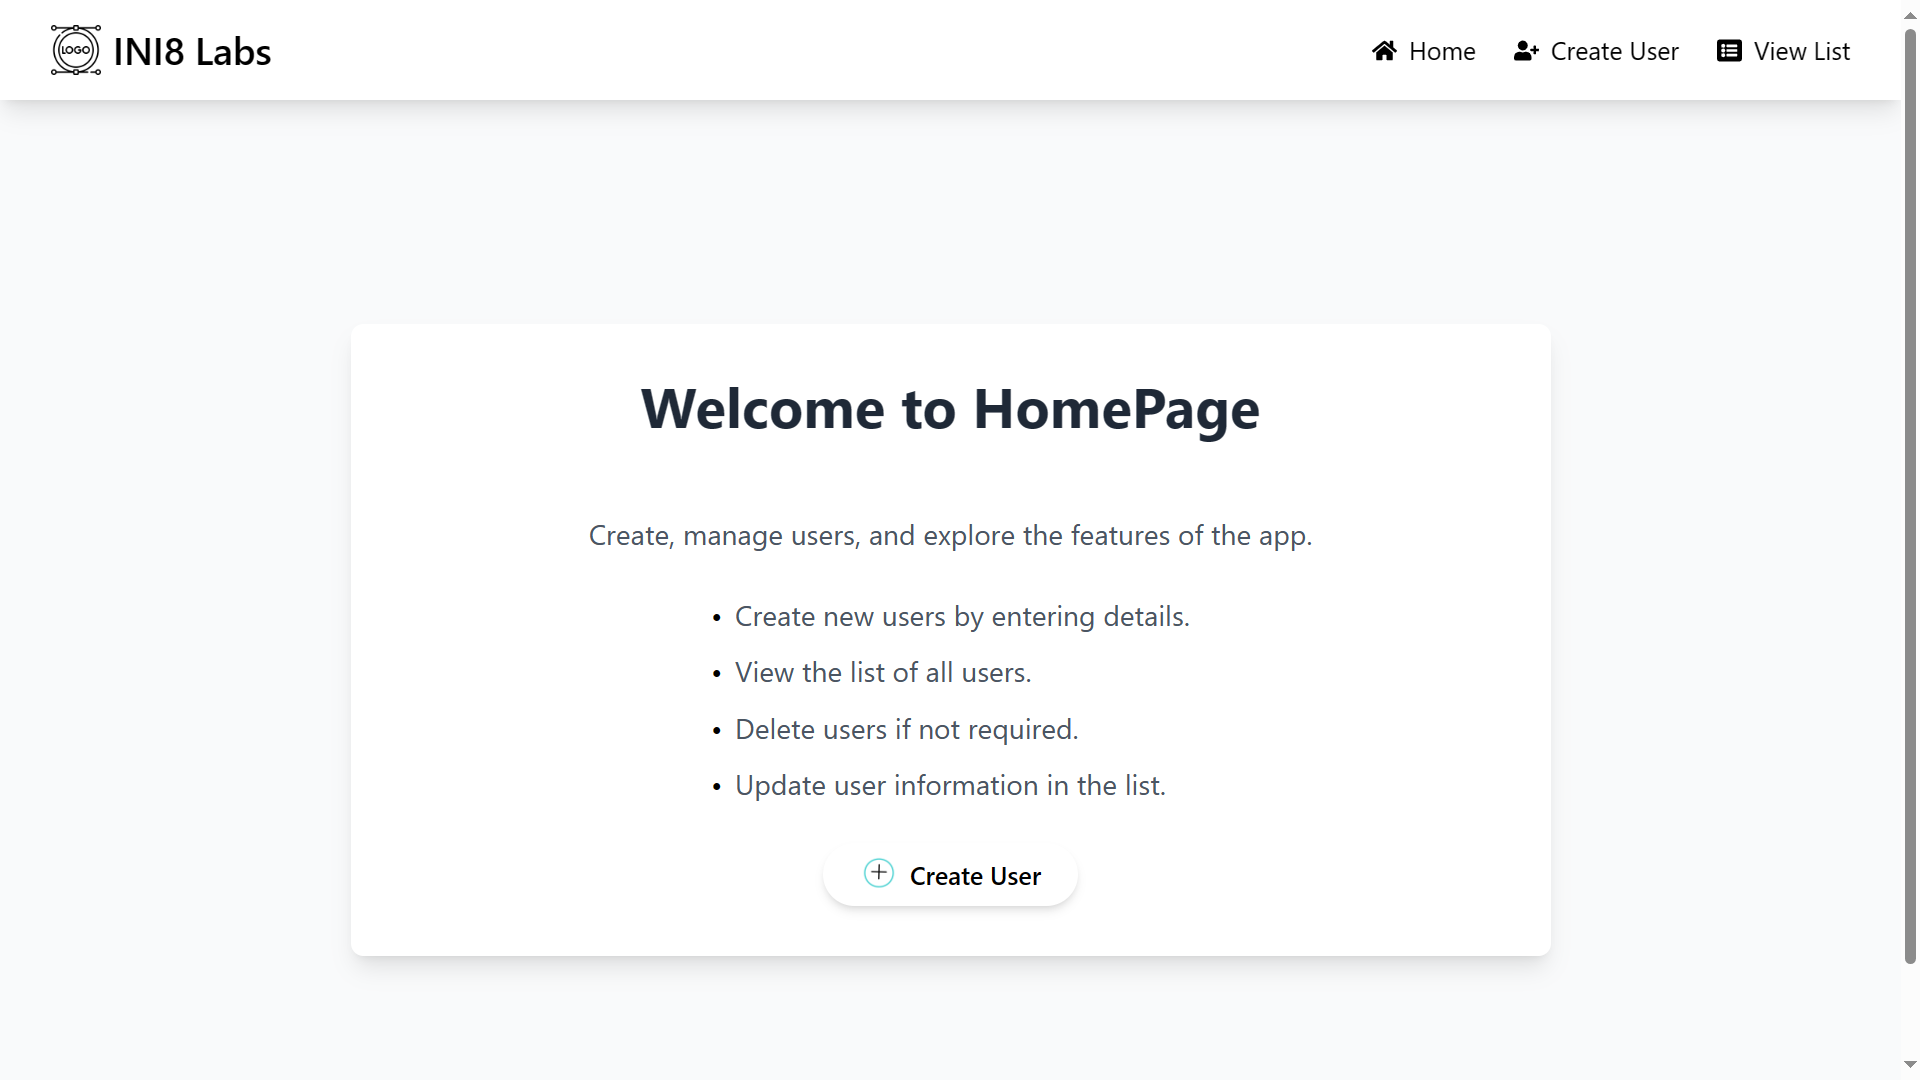 LOGO
INI8 Labs
Home
Create User
View List
Welcome to HomePage
Create, manage users, and explore the features of the app.
• Create new users by entering details.
• View the list of all users.
• Delete users if not required.
• Update user information in the list.
Create User